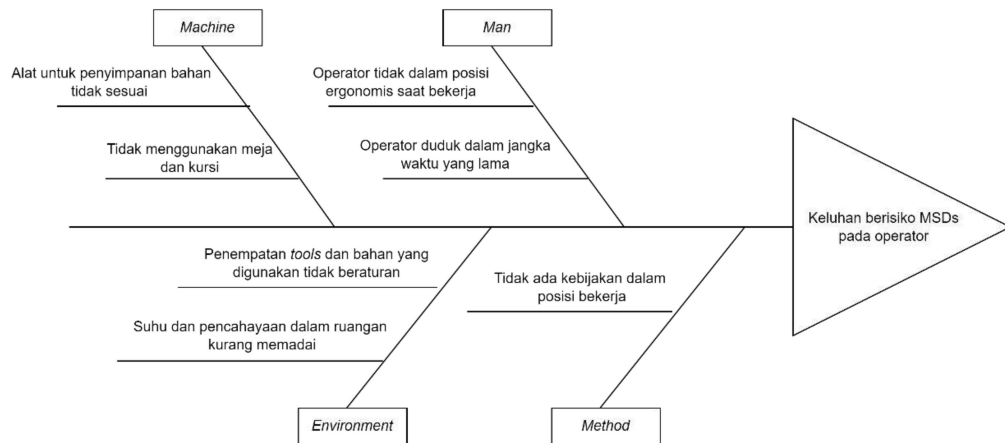 Machine
Man
Alat untuk penyimpanan bahan
tidak sesuai
Operator tidak dalam posisi
ergonomis saat bekerja
Tidak menggunakan meja
dan kursi
Operator duduk dalam jangka
waktu yang lama
Keluhan berisiko MSDs
pada operator
Penempatan tools dan bahan yang
digunakan tidak beraturan
Tidak ada kebijakan dalam
posisi bekerja
Suhu dan pencahayaan dalam ruangan
kurang memadai
Environment
Method